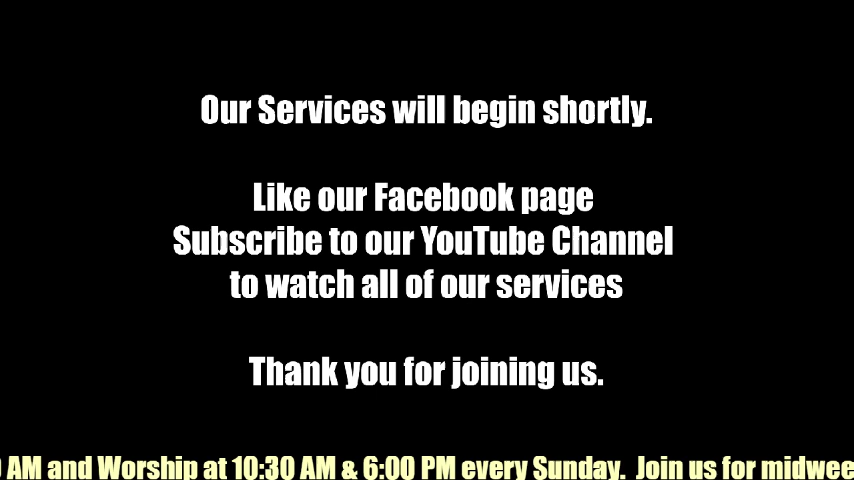 Our Services will begin shortly.
Like our Facebook page
Subscribe to our YouTube Channel
to watch all of our services
Thank you for joining us.
AM and Worship at 10:30 AM & 6:00 PM every Sunday. Join us for